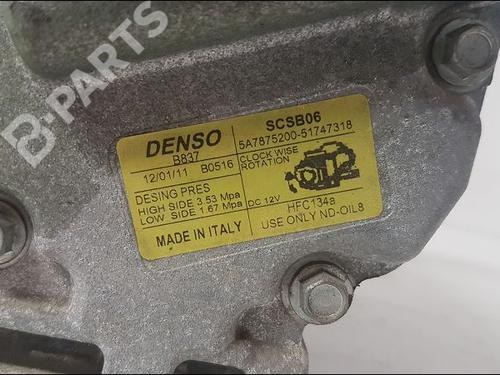 B-PARTS
DENSO
B837
12/01/11 B0516
DESING PRES
HIGH SIDE 3.53 Mpa
LOW SIDE 1.67 Mpa
MADE IN ITALY
SCSB06
5A7875200-51747318
CLOCK WISE
ROTATION
DC 12V
HFC134a
USE ONLY ND-OIL8